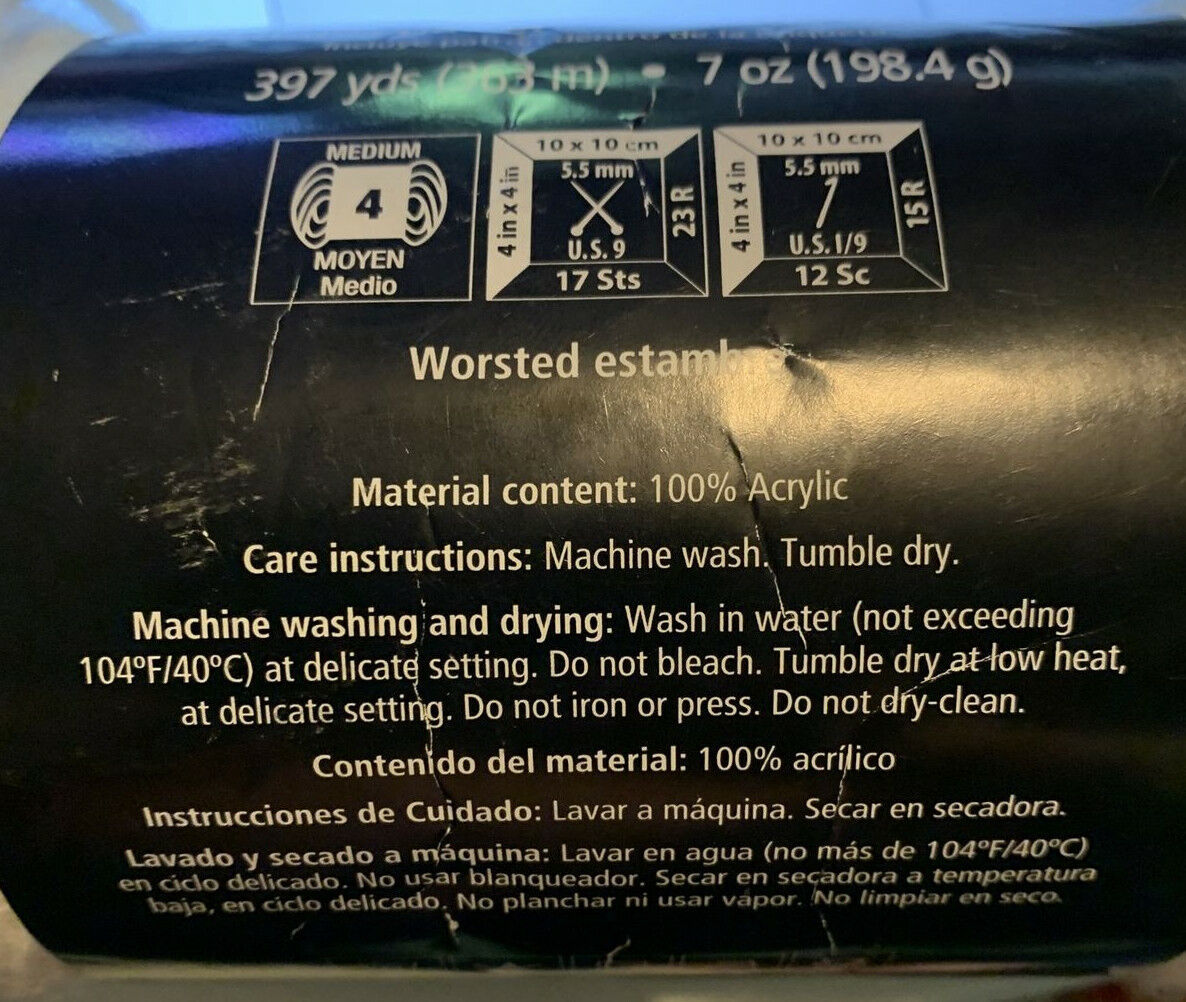 397 yds (363 m) • 7 oz (198.4 g)
MEDIUM
4
MOYEN
Medio
10 x 10 cm
4 in x 4 in
5.5 mm
U.S. 9
23 R
17 Sts
10 x 10 cm
4 in x 4 in
5.5 mm
U.S. I/9
15 R
12 Sc
Worsted estambre
Material content: 100% Acrylic
Care instructions: Machine wash. Tumble dry.
Machine washing and drying: Wash in water (not exceeding
104ºF/40ºC) at delicate setting. Do not bleach. Tumble dry at low heat,
at delicate setting. Do not iron or press. Do not dry-clean.
Contenido del material: 100% acrílico
Instrucciones de Cuidado: Lavar a máquina. Secar en secadora.
Lavado y secado a máquina: Lavar en agua (no más de 104ºF/40ºC)
en ciclo delicado. No usar blanqueador. Secar en secadora a temperatura
baja, en ciclo delicado. No planchar ni usar vapor. No limpiar en seco.